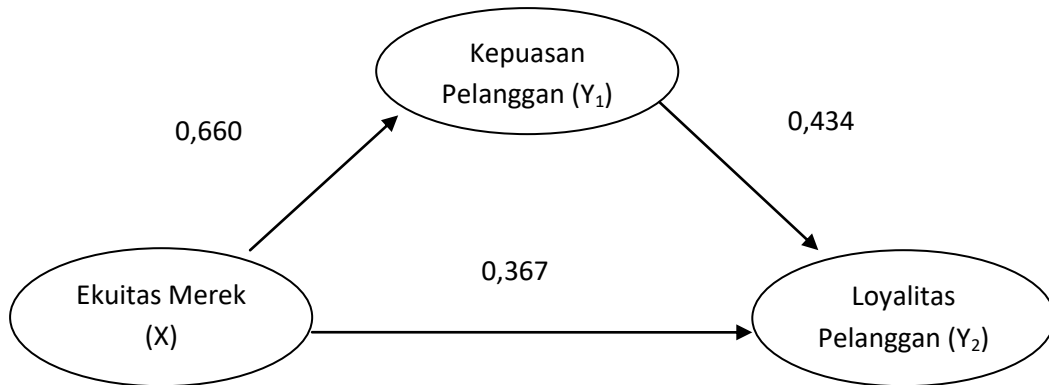 Kepuasan
Pelanggan (Y₁)
0,660
0,434
0,367
Ekuitas Merek
(X)
Loyalitas
Pelanggan (Y₂)